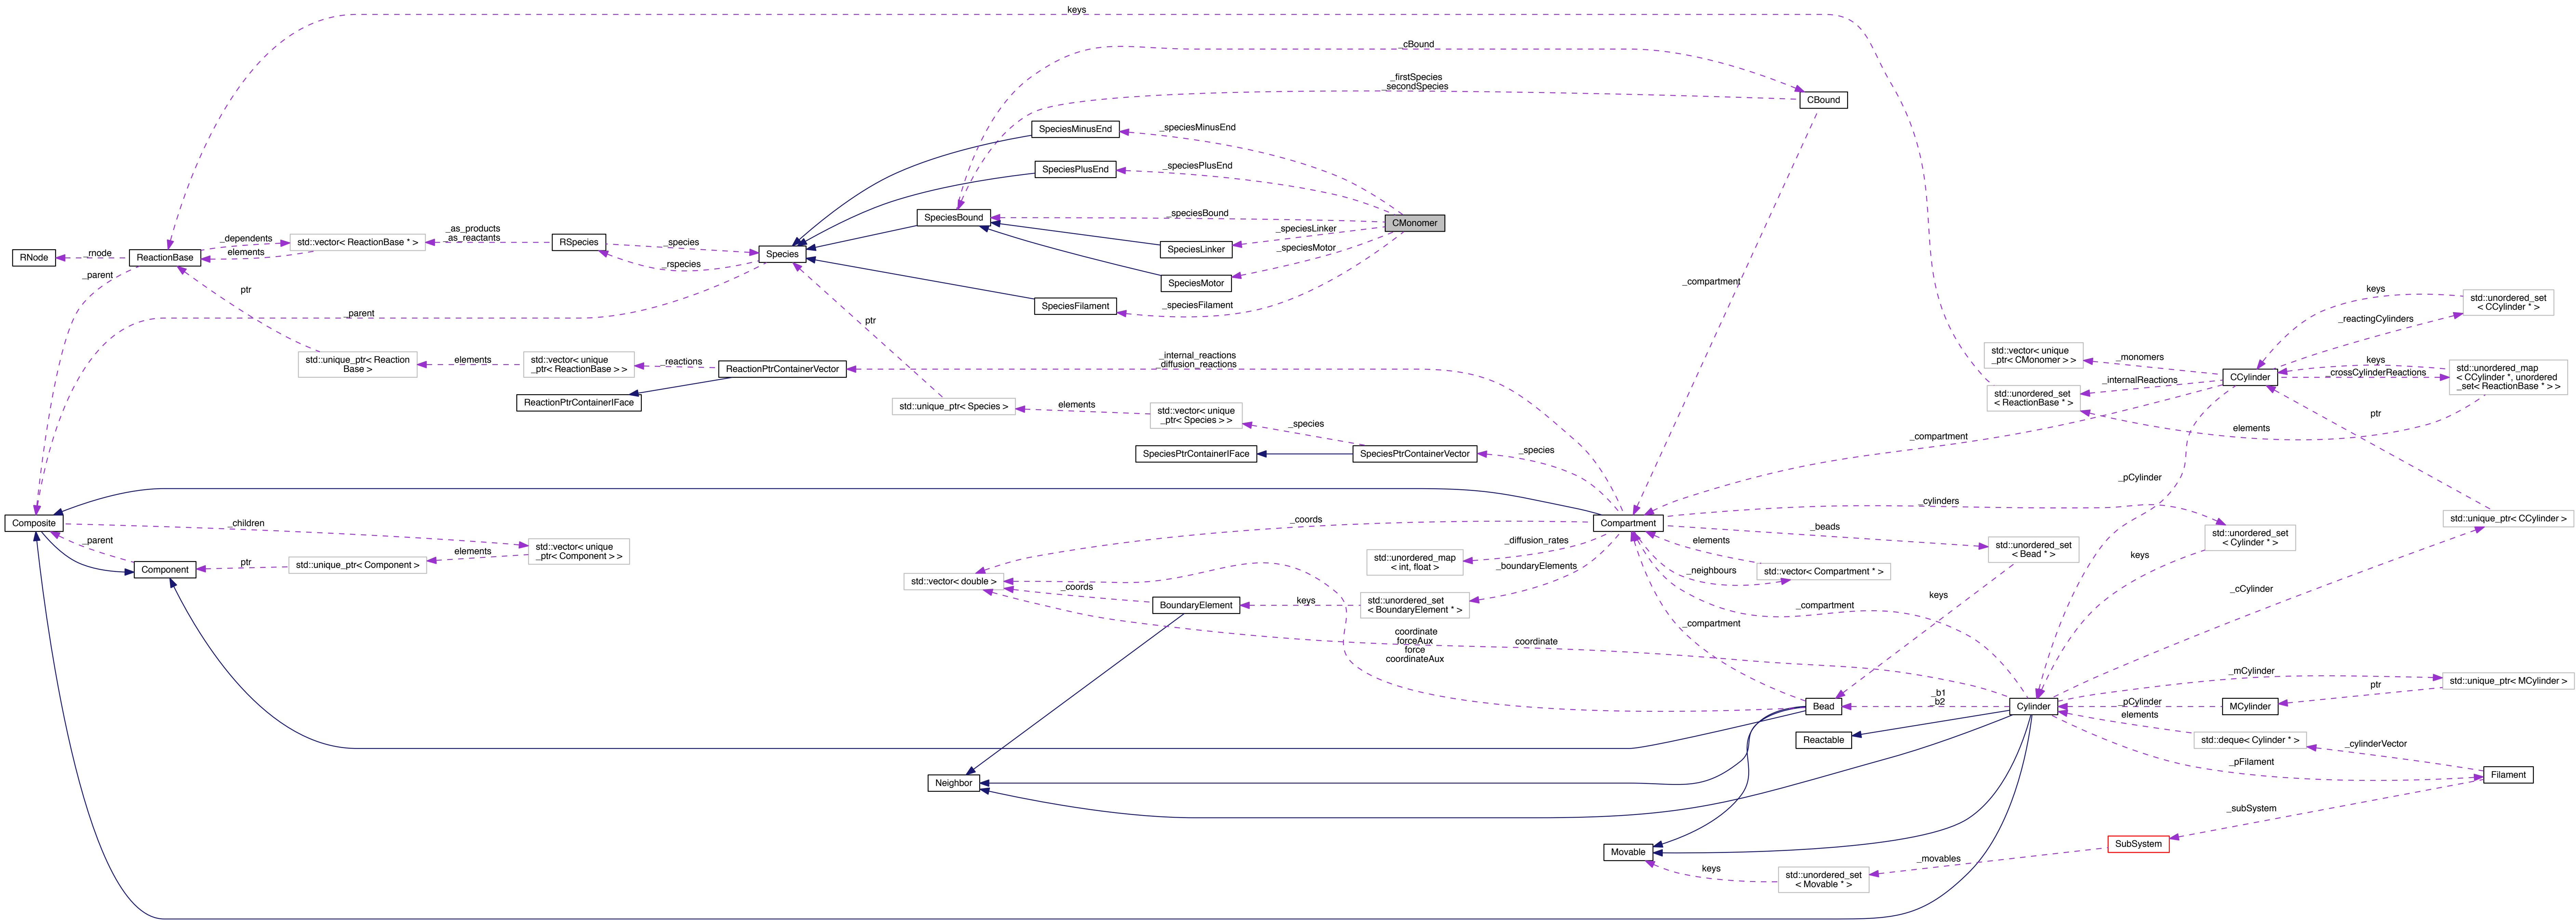 keys
_cBound
_firstSpecies
_secondSpecies
CBound
SpeciesMinusEnd
_speciesMinusEnd
SpeciesPlusEnd
_speciesPlusEnd
SpeciesBound
_speciesBound
CMonomer
_speciesLinker
SpeciesLinker
_speciesMotor
SpeciesMotor
SpeciesFilament
_speciesFilament
RNode
_rnode
ReactionBase
_dependents
elements
std::vector< ReactionBase * >
_as_products
_as_reactants
RSpecies
_species
_rspecies
Species
_parent
ptr
_parent
ptr
_compartment
keys
_reactingCylinders
std::unordered_set
< CCylinder * >
std::unique_ptr< Reaction
Base >
elements
std::vector< unique
_ptr< ReactionBase > >
_reactions
ReactionPtrContainerVector
_internal_reactions
_diffusion_reactions
ReactionPtrContainerIFace
std::vector< unique
_ptr< CMonomer > >
_monomers
_internalReactions
CCylinder
keys
_crossCylinderReactions
std::unordered_map
< CCylinder *, unordered
_set< ReactionBase * > >
std::unordered_set
< ReactionBase * >
std::unique_ptr< Species >
elements
std::vector< unique
_ptr< Species > >
_species
ptr
elements
_compartment
SpeciesPtrContainerIFace
SpeciesPtrContainerVector
_species
_pCylinder
Composite
_children
_parent
Component
ptr
std::unique_ptr< Component >
elements
std::vector< unique
_ptr< Component > >
_coords
Compartment
_cylinders
_beads
std::unordered_set
< Bead * >
std::unordered_set
< Cylinder * >
std::unique_ptr< CCylinder >
_diffusion_rates
std::unordered_map
< int, float >
elements
_neighbours
std::vector< Compartment * >
_boundaryElements
keys
std::vector< double >
_coords
BoundaryElement
keys
std::unordered_set
< BoundaryElement * >
keys
_cCylinder
_compartment
_compartment
coordinate
_forceAux
force
coordinateAux
coordinate
Bead
_b1
_b2
Cylinder
_mCylinder
std::unique_ptr< MCylinder >
ptr
_pCylinder
MCylinder
elements
std::deque< Cylinder * >
_cylinderVector
Reactable
_pFilament
Filament
Neighbor
_subSystem
SubSystem
Movable
_movables
keys
std::unordered_set
< Movable * >